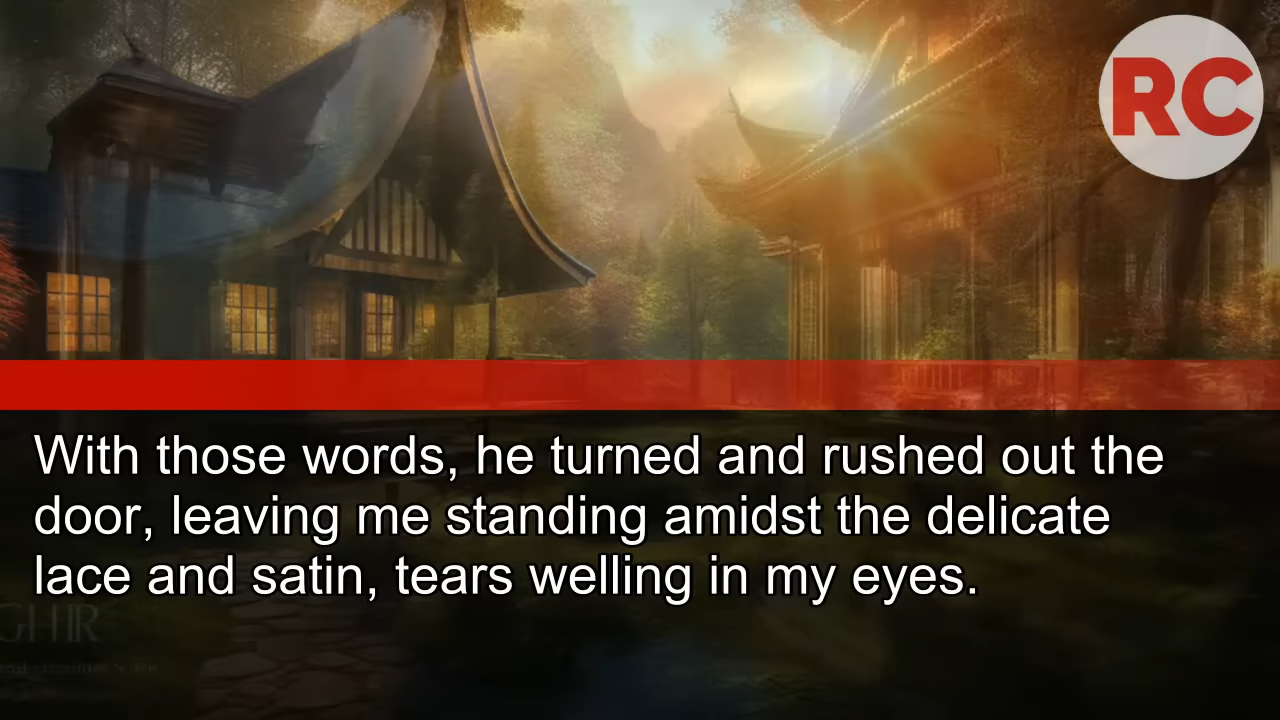 RC
With those words, he turned and rushed out the
door, leaving me standing amidst the delicate
lace and satin, tears welling in my eyes.